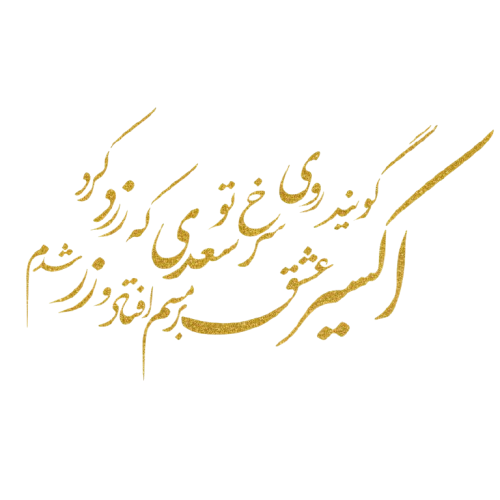 گویند روی سرخ تو سعدی که زرد کرد
اکسیر عشق بر مسم افتاد و زر شدم